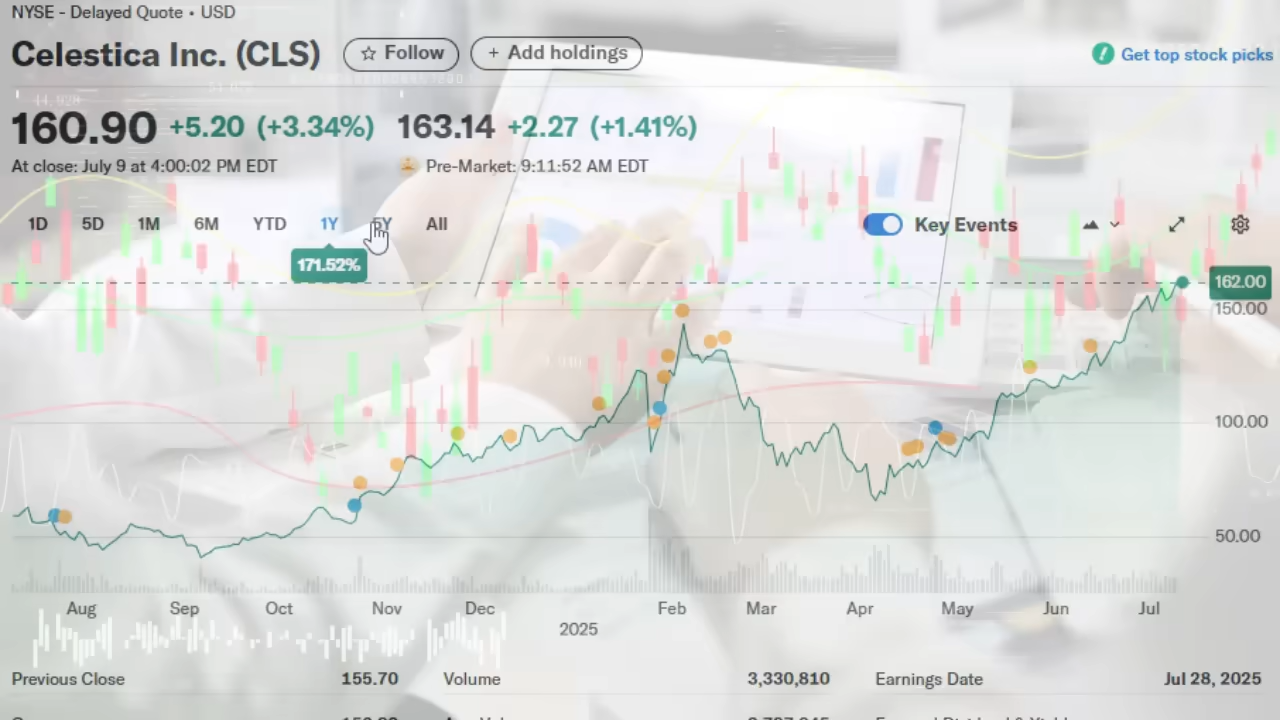 NYSE - Delayed Quote • USD
Celestica Inc. (CLS)
Follow
+ Add holdings
Get top stock picks
160.90 +5.20 (+3.34%) 163.14 +2.27 (+1.41%)
At close: July 9 at 4:00:02 PM EDT Pre-Market: 9:11:52 AM EDT
1D 5D 1M 6M YTD 1Y 5Y All Key Events
171.52%
162.00
150.00
100.00
50.00
Aug Sep Oct Nov Dec Feb Mar Apr May Jun Jul
2025
Previous Close 155.70 Volume 3,330,810 Earnings Date Jul 28, 2025